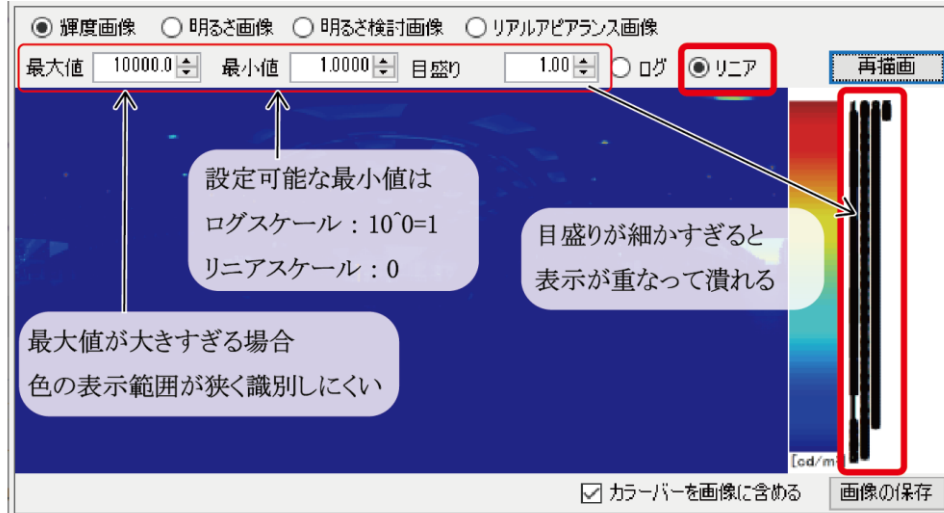 輝度画像 明るさ画像 明るさ検討画像 リアルアピアランス画像
最大値 10000.0 最小値 1.0000 目盛り 1.00 ログ リニア 再描画
設定可能な最小値は
ログスケール：10^0=1
リニアスケール：0
目盛りが細かすぎると
表示が重なって潰れる
最大値が大きすぎる場合
色の表示範囲が狭く識別しにくい
[cd/m
カラーバーを画像に含める 画像の保存